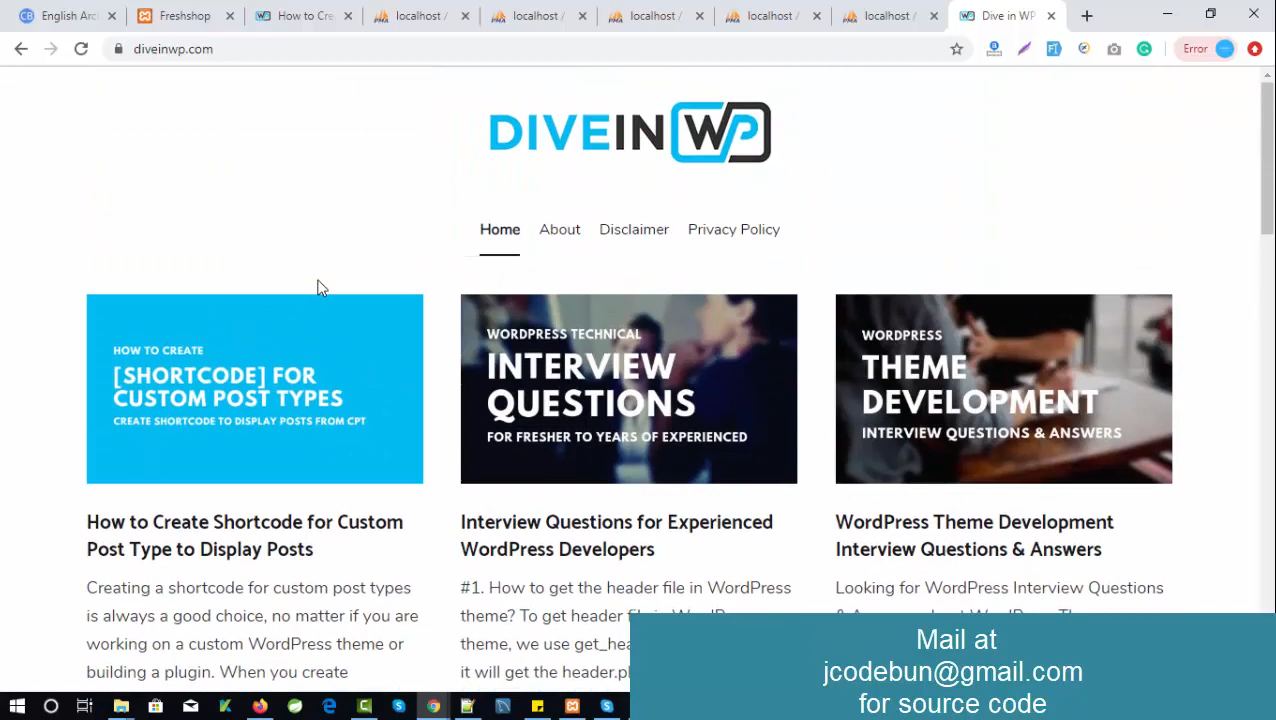 English Arc
Freeshshop
How to Cre
localhost /
localhost /
localhost /
localhost /
localhost /
Dive in WP
diveinwp.com
Error
DIVEINWP
Home
About
Disclaimer
Privacy Policy
HOW TO CREATE
[SHORTCODE] FOR
CUSTOM POST TYPES
CREATE SHORTCODE TO DISPLAY POSTS FROM CPT
WORDPRESS TECHNICAL
INTERVIEW
QUESTIONS
FOR FRESHER TO YEARS OF EXPERIENCED
WORDPRESS
THEME
DEVELOPMENT
INTERVIEW QUESTIONS & ANSWERS
How to Create Shortcode for Custom
Post Type to Display Posts
Creating a shortcode for custom post types
is always a good choice, no matter if you are
working on a custom WordPress theme or
building a plugin. When you create
Interview Questions for Experienced
WordPress Developers
#1. How to get the header file in WordPress
theme? To get header file in WordP
theme, we use get_hea
it will get the header.pl
WordPress Theme Development
Interview Questions & Answers
Looking for WordPress Interview Questions
Mail at
jcodebun@gmail.com
for source code